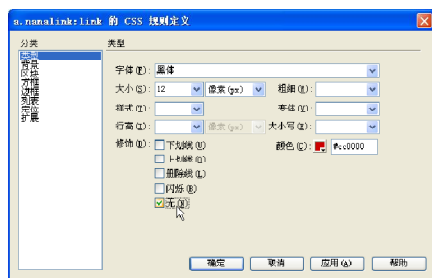 a.nanalink:link 的 CSS 规则定义
分类
类型
类型
背景
区块
方框
边框
列表
定位
扩展
字体(F): 黑体
大小(S): 12 像素(px) 粗细(W):
样式(T): 变体(V):
行高(I): 像素(px) 大小写(R):
修饰(D): 下划线(U) 颜色(C): #cc0000
上划线(O)
删除线(L)
闪烁(B)
无(N)
确定 取消 应用(A) 帮助